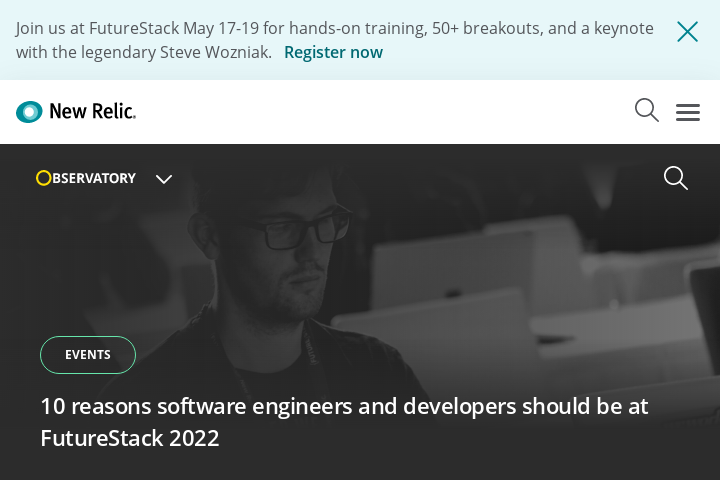 Join us at FutureStack May 17-19 for hands-on training, 50+ breakouts, and a keynote
with the legendary Steve Wozniak. Register now
New Relic.
OBSERVATORY
EVENTS
10 reasons software engineers and developers should be at
FutureStack 2022